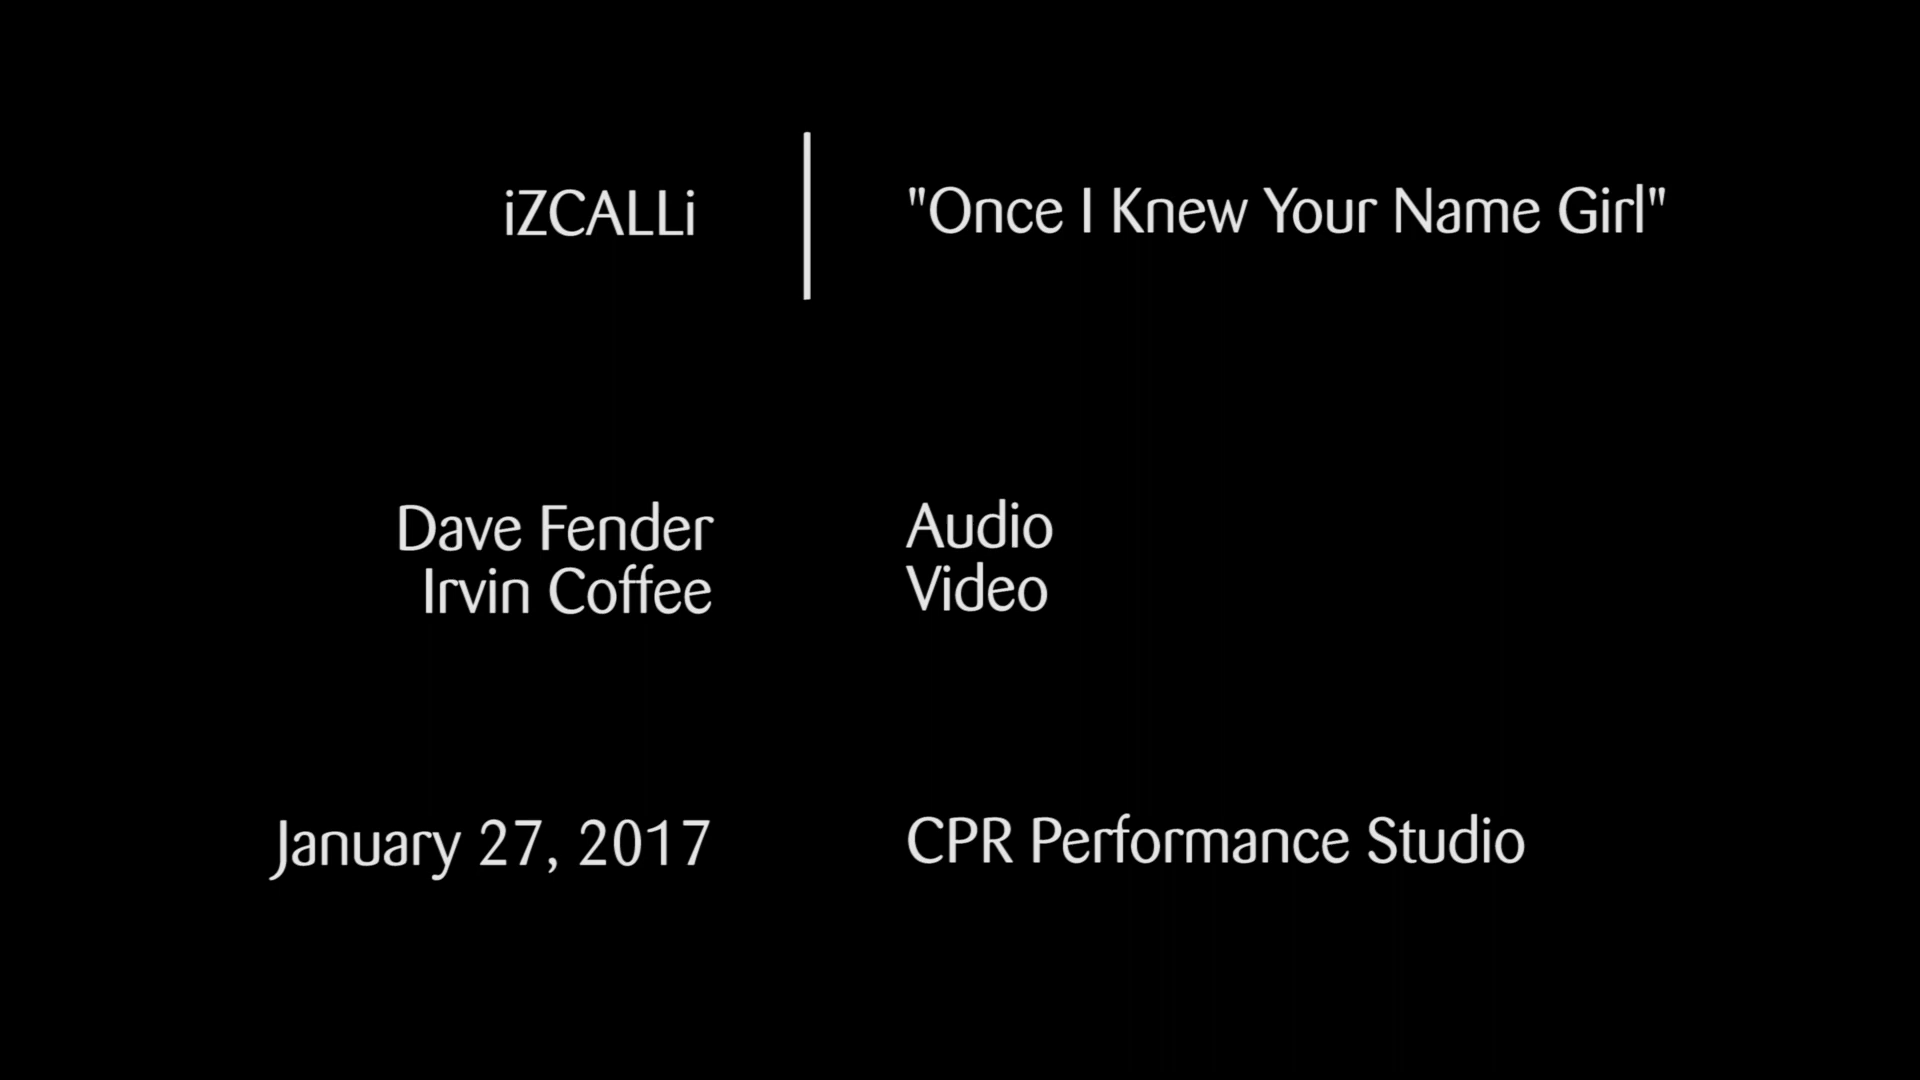 iZCALLi | "Once I Knew Your Name Girl"
Dave Fender Audio
Irvin Coffee Video
January 27, 2017 CPR Performance Studio